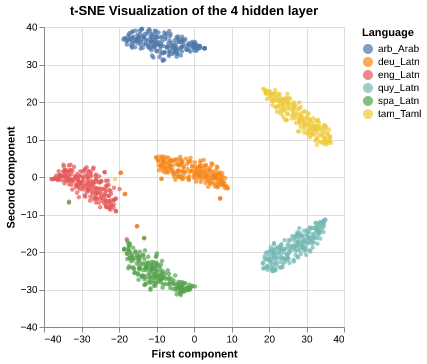 t-SNE Visualization of the 4 hidden layer
Language
arb_Arab
deu_Latn
eng_Latn
quy_Latn
spa_Latn
tam_Taml
Second component
40
30
20
10
0
−10
−20
−30
−40
−40 −30 −20 −10 0 10 20 30 40
First component